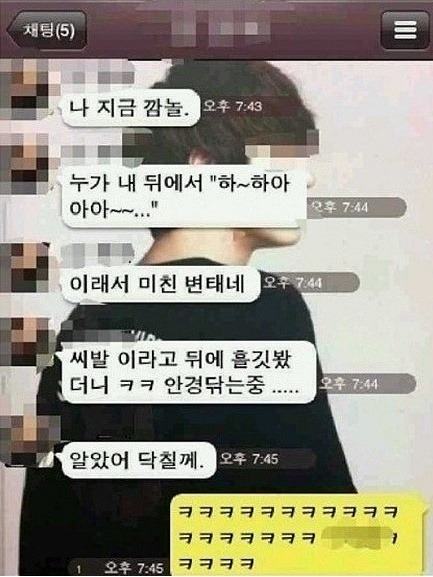 채팅(5)
나 지금 깜놀.
오후 7:43
누가 내 뒤에서 "하~하아
아아~~..."
오후 7:44
이래서 미친 변태네
오후 7:44
씨발 이라고 뒤에 흘깃봤
더니 ㅋㅋ 안경닦는중 .....
오후 7:44
알았어 닥칠께.
오후 7:45
ㅋㅋㅋㅋㅋㅋㅋㅋㅋㅋㅋ
ㅋㅋㅋㅋㅋㅋㅋ
ㅋㅋㅋㅋ
1 오후 7:45